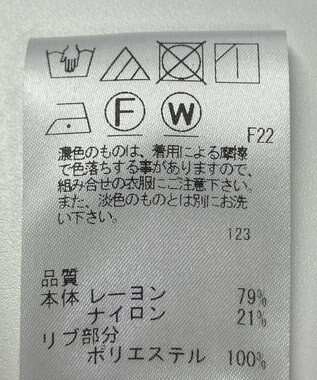 F W
F22
濃色のものは、着用による摩擦
で色落ちする事がありますので、
組み合せの衣服にご注意下さい。
また、淡色のものとは別にお洗
い下さい。
123
品質
本体 レーヨン 79%
ナイロン 21%
リブ部分
ポリエステル 100%